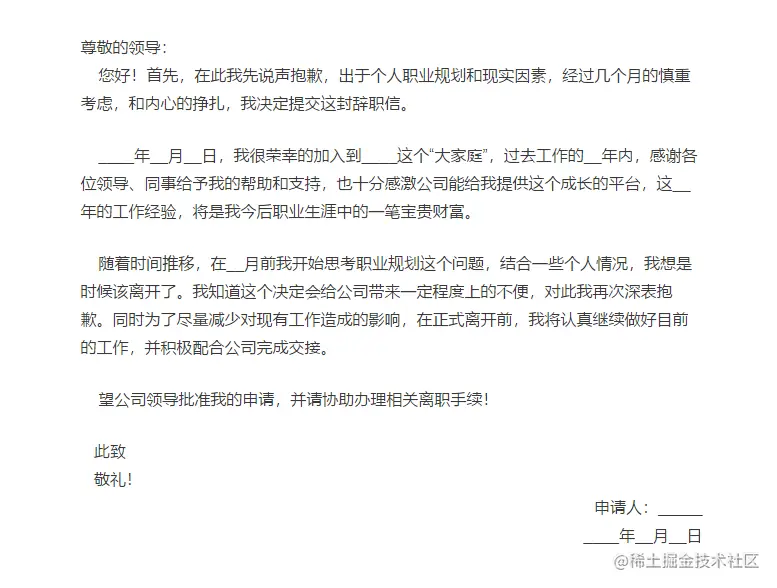 尊敬的领导：
您好！首先，在此我先说声抱歉，出于个人职业规划和现实因素，经过几个月的慎重
考虑，和内心的挣扎，我决定提交这封辞职信。
____年__月__日，我很荣幸的加入到____这个“大家庭”，过去工作的__年内，感谢各
位领导、同事给予我的帮助和支持，也十分感激公司能给我提供这个成长的平台，这__
年的工作经验，将是我今后职业生涯中的一笔宝贵财富。
随着时间推移，在__月前我开始思考职业规划这个问题，结合一些个人情况，我想是
时候该离开了。我知道这个决定会给公司带来一定程度上的不便，对此我再次深表抱
歉。同时为了尽量减少对现有工作造成的影响，在正式离开前，我将认真继续做好目前
的工作，并积极配合公司完成交接。
望公司领导批准我的申请，并请协助办理相关离职手续！
此致
敬礼！
申请人：_____
____年__月__日
@稀土掘金技术社区